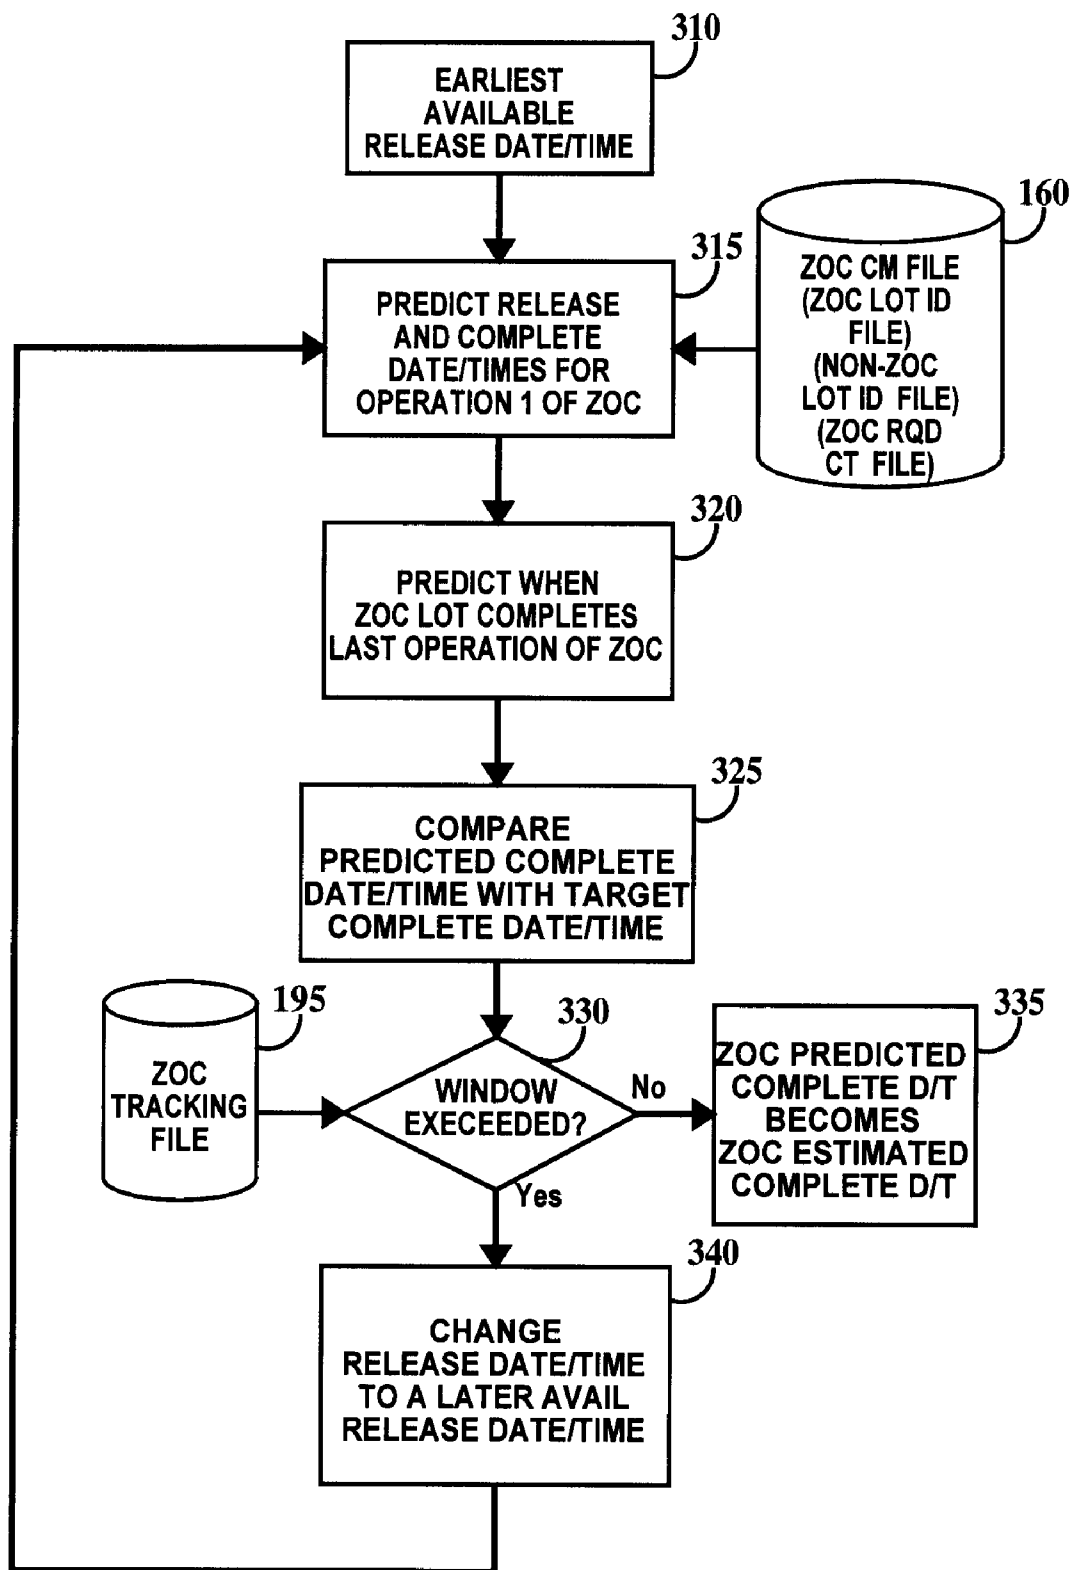 310
EARLIEST
AVAILABLE
RELEASE DATE/TIME
160
315
PREDICT RELEASE
AND COMPLETE
DATE/TIMES FOR
OPERATION 1 OF ZOC
ZOC CM FILE
(ZOC LOT ID
FILE)
(NON-ZOC
LOT ID FILE)
(ZOC RQD
CT FILE)
320
PREDICT WHEN
ZOC LOT COMPLETES
LAST OPERATION OF ZOC
325
COMPARE
PREDICTED COMPLETE
DATE/TIME WITH TARGET
COMPLETE DATE/TIME
195
ZOC
TRACKING
FILE
330
WINDOW
EXECEEDED?
No
Yes
335
ZOC PREDICTED
COMPLETE D/T
BECOMES
ZOC ESTIMATED
COMPLETE D/T
340
CHANGE
RELEASE DATE/TIME
TO A LATER AVAIL
RELEASE DATE/TIME